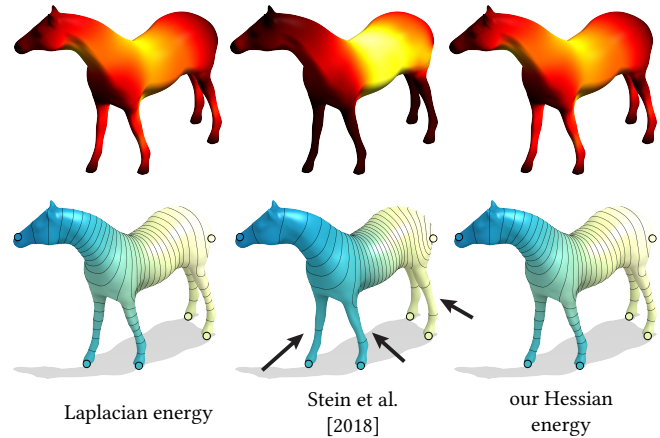 Laplacian energy
Stein et al.
[2018]
our Hessian
energy